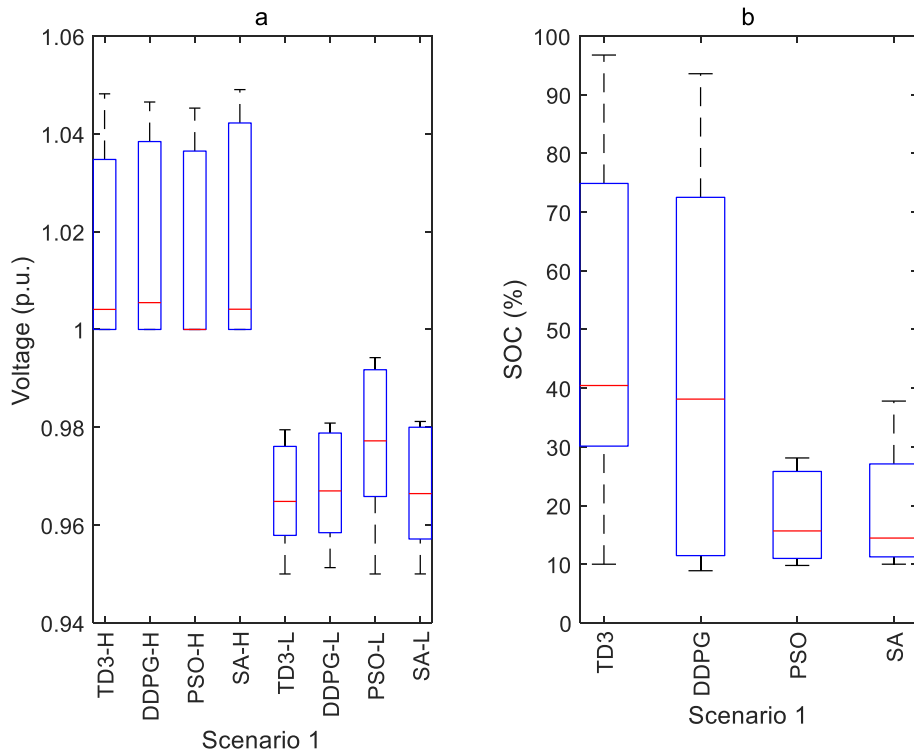 a
1.06
1.04
1.02
1
0.98
0.96
0.94
Voltage (p.u.)
TD3-H
DDPG-H
PSO-H
SA-H
TD3-L
DDPG-L
PSO-L
SA-L
Scenario 1
b
100
90
80
70
60
50
40
30
20
10
0
SOC (%)
TD3
DDPG
PSO
SA
Scenario 1